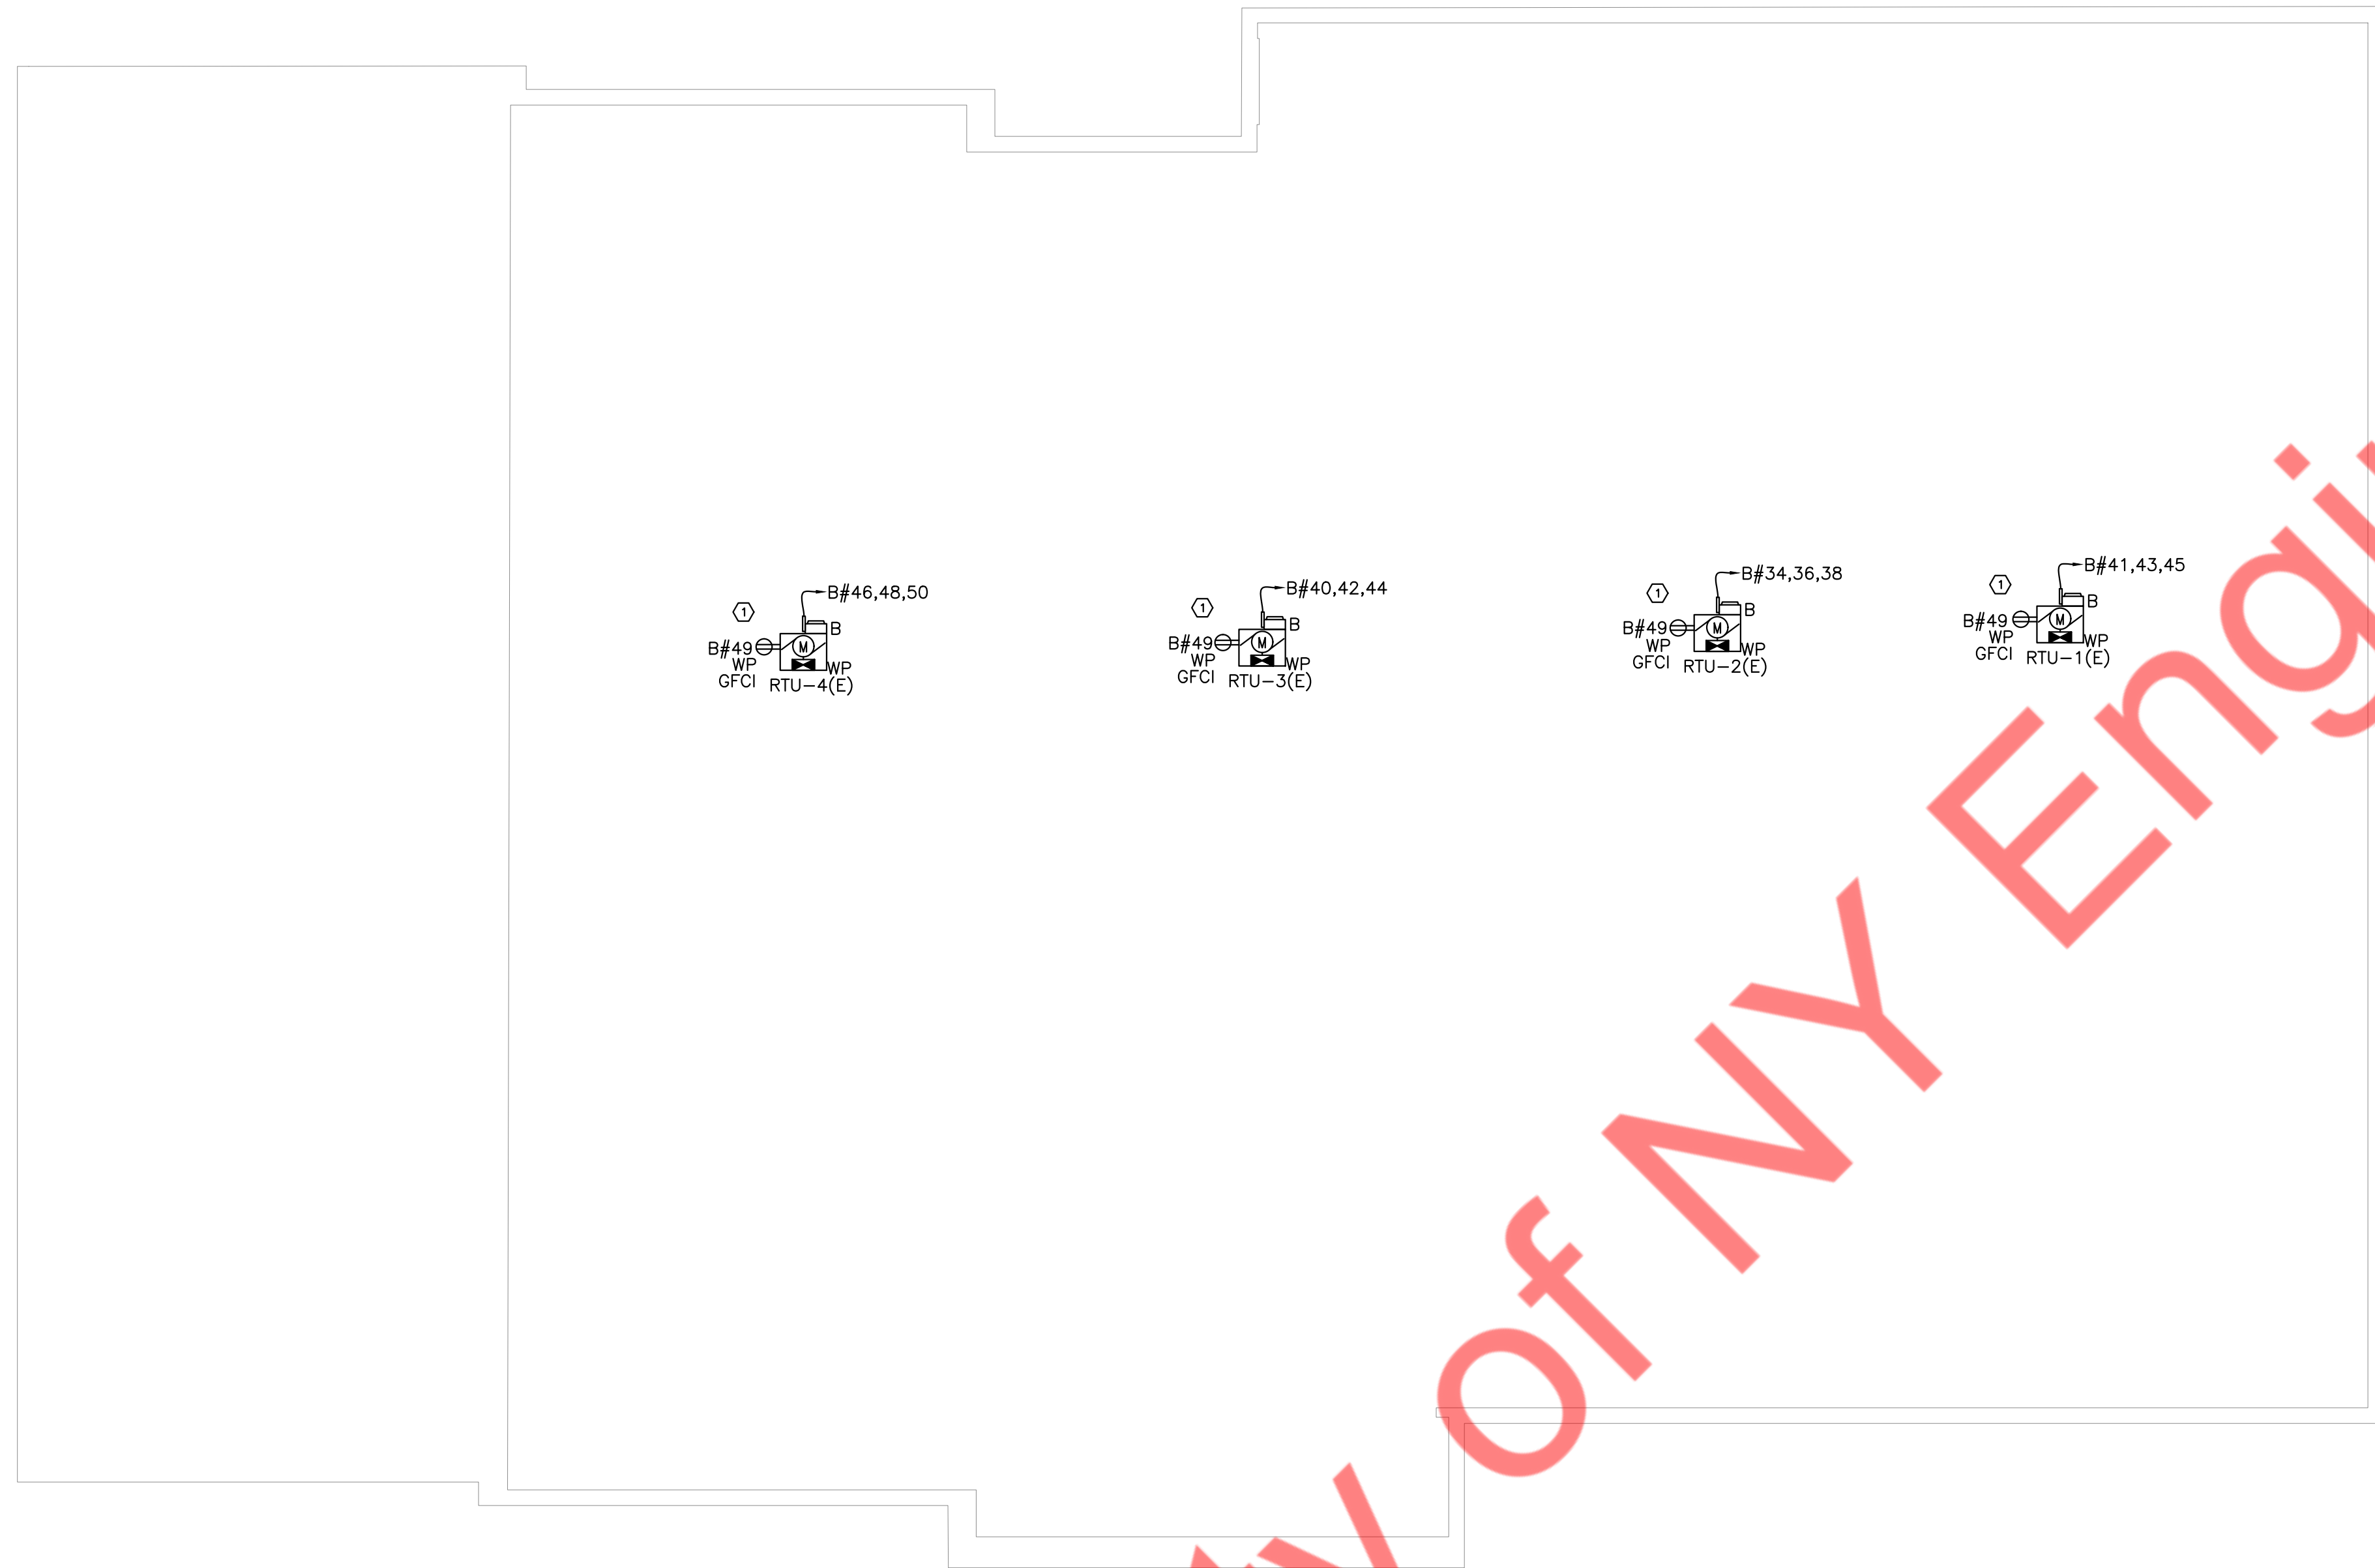 1
B#46,48,50
B
B#49
M
WP
WP
GFCI
RTU-4(E)
1
B#40,42,44
B
B#49
M
WP
WP
GFCI
RTU-3(E)
1
B#34,36,38
B
B#49
M
WP
WP
GFCI
RTU-2(E)
1
B#41,43,45
B
B#49
M
WP
WP
GFCI
RTU-1(E)
of NY